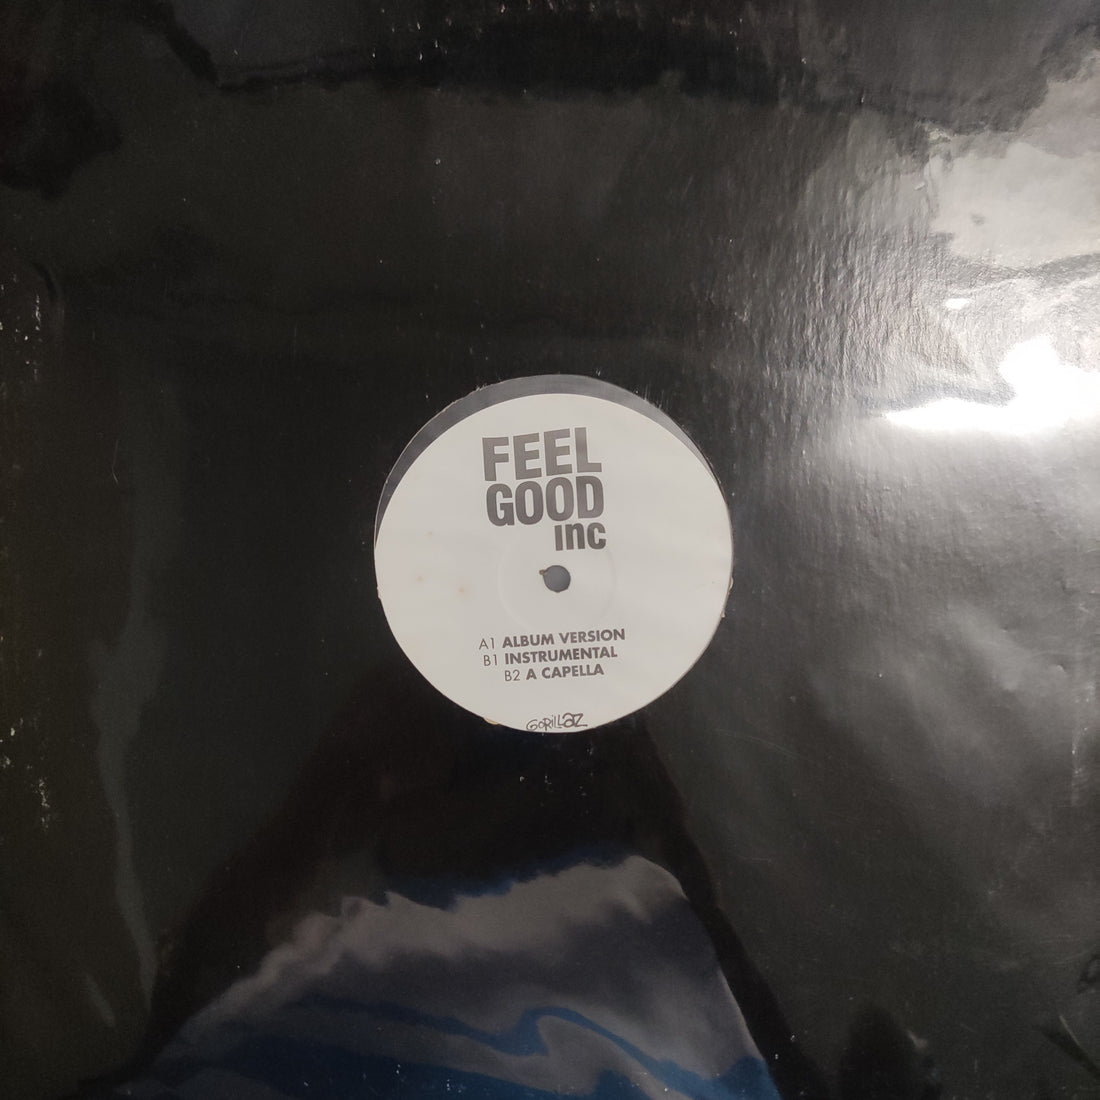 FEEL
GOOD
inc
A1 ALBUM VERSION
B1 INSTRUMENTAL
B2 A CAPELLA
GORILLAZ